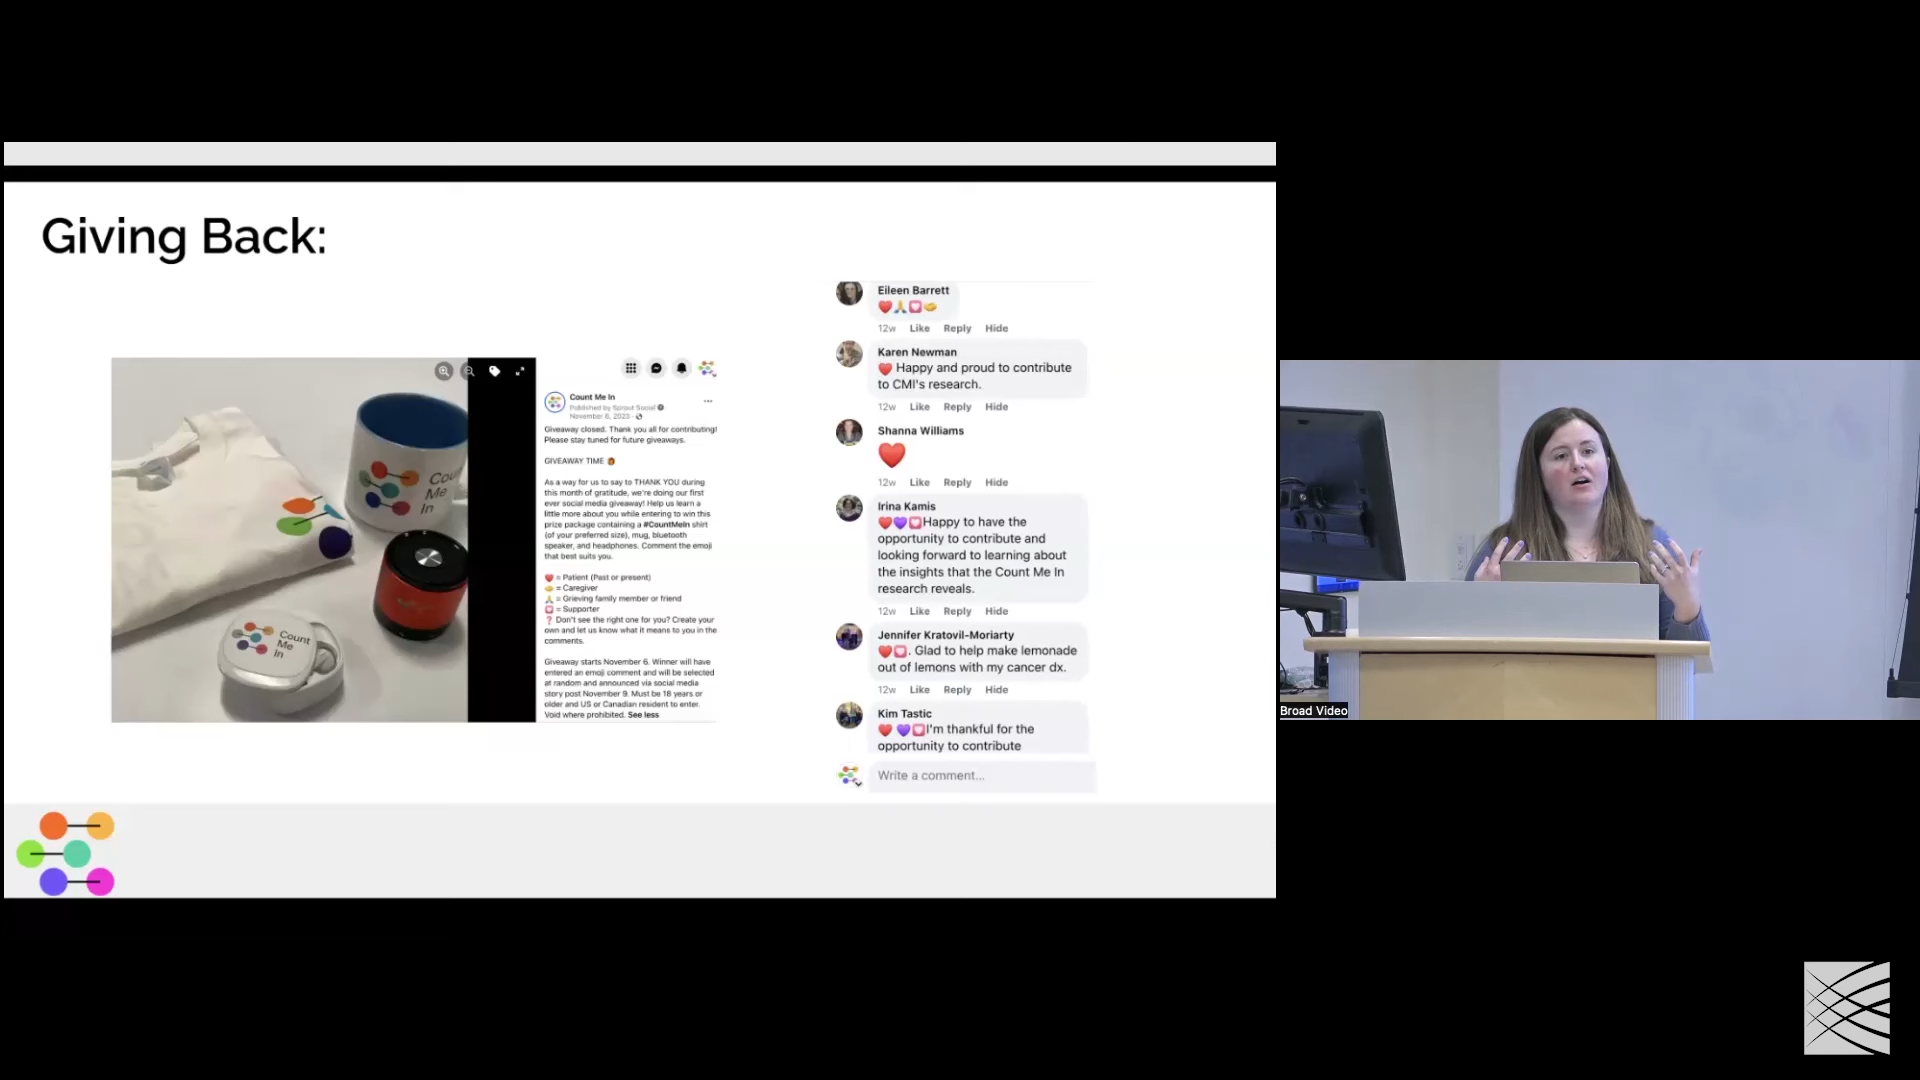 Giving Back:
Count
Me
In
Count
Me
In
Count Me In
Published by Sprout Social
November 6, 2023 ·
Giveaway closed. Thank you all for contributing!
Please stay tuned for future giveaways.
GIVEAWAY TIME 🎁
As a way for us to say to THANK YOU during
this month of gratitude, we're doing our first
ever social media giveaway! Help us learn a
little more about you while entering to win this
prize package containing a #CountMeIn shirt
(of your preferred size), mug, bluetooth
speaker, and headphones. Comment the emoji
that best suits you.
❤️ = Patient (Past or present)
🤝 = Caregiver
🙏 = Grieving family member or friend
💟 = Supporter
❓ Don't see the right one for you? Create your
own and let us know what it means to you in the
comments.
Giveaway starts November 6. Winner will have
entered an emoji comment and will be selected
at random and announced via social media
story post November 9. Must be 18 years or
older and US or Canadian resident to enter.
Void where prohibited. See less
Eileen Barrett
❤️🙏💟🤝
12w Like Reply Hide
Karen Newman
❤️ Happy and proud to contribute
to CMI's research.
12w Like Reply Hide
Shanna Williams
❤️
12w Like Reply Hide
Irina Kamis
❤️💜💟Happy to have the
opportunity to contribute and
looking forward to learning about
the insights that the Count Me In
research reveals.
12w Like Reply Hide
Jennifer Kratovil-Moriarty
❤️💟. Glad to help make lemonade
out of lemons with my cancer dx.
12w Like Reply Hide
Kim Tastic
❤️ 💜💟I'm thankful for the
opportunity to contribute
Write a comment...
Broad Video